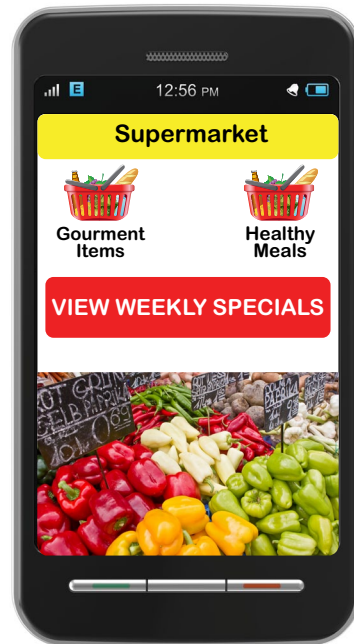 E 12:56 PM
Supermarket
Gourment
Items
Healthy
Meals
VIEW WEEKLY SPECIALS